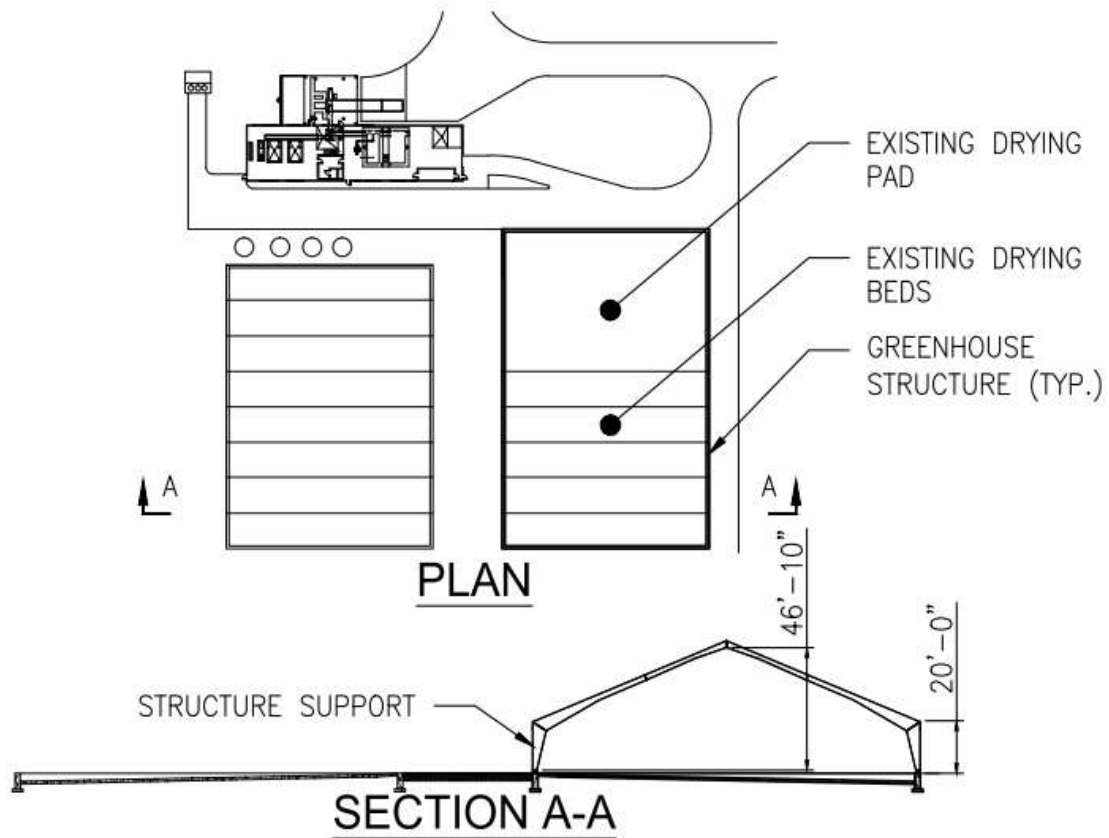 EXISTING DRYING
PAD
EXISTING DRYING
BEDS
GREENHOUSE
STRUCTURE (TYP.)
A
A
PLAN
46'-10"
20'-0"
STRUCTURE SUPPORT
SECTION A-A